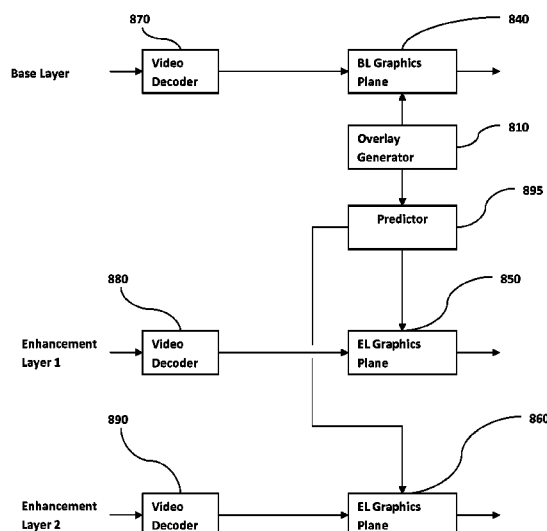 870
840
Base Layer
Video
Decoder
BL Graphics
Plane
810
Overlay
Generator
895
Predictor
880
850
Enhancement
Layer 1
Video
Decoder
EL Graphics
Plane
890
860
Enhancement
Layer 2
Video
Decoder
EL Graphics
Plane